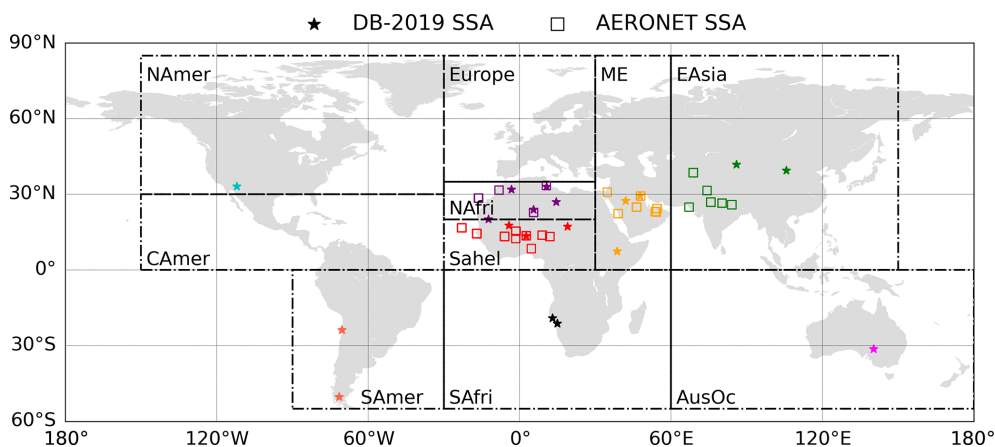 DB-2019 SSA AERONET SSA
90°N
NAmer Europe ME EAsia
60°N
30°N
NAfri
CAmer Sahel
0°
30°S
SAmer SAfri AusOc
60°S
180° 120°W 60°W 0° 60°E 120°E 180°